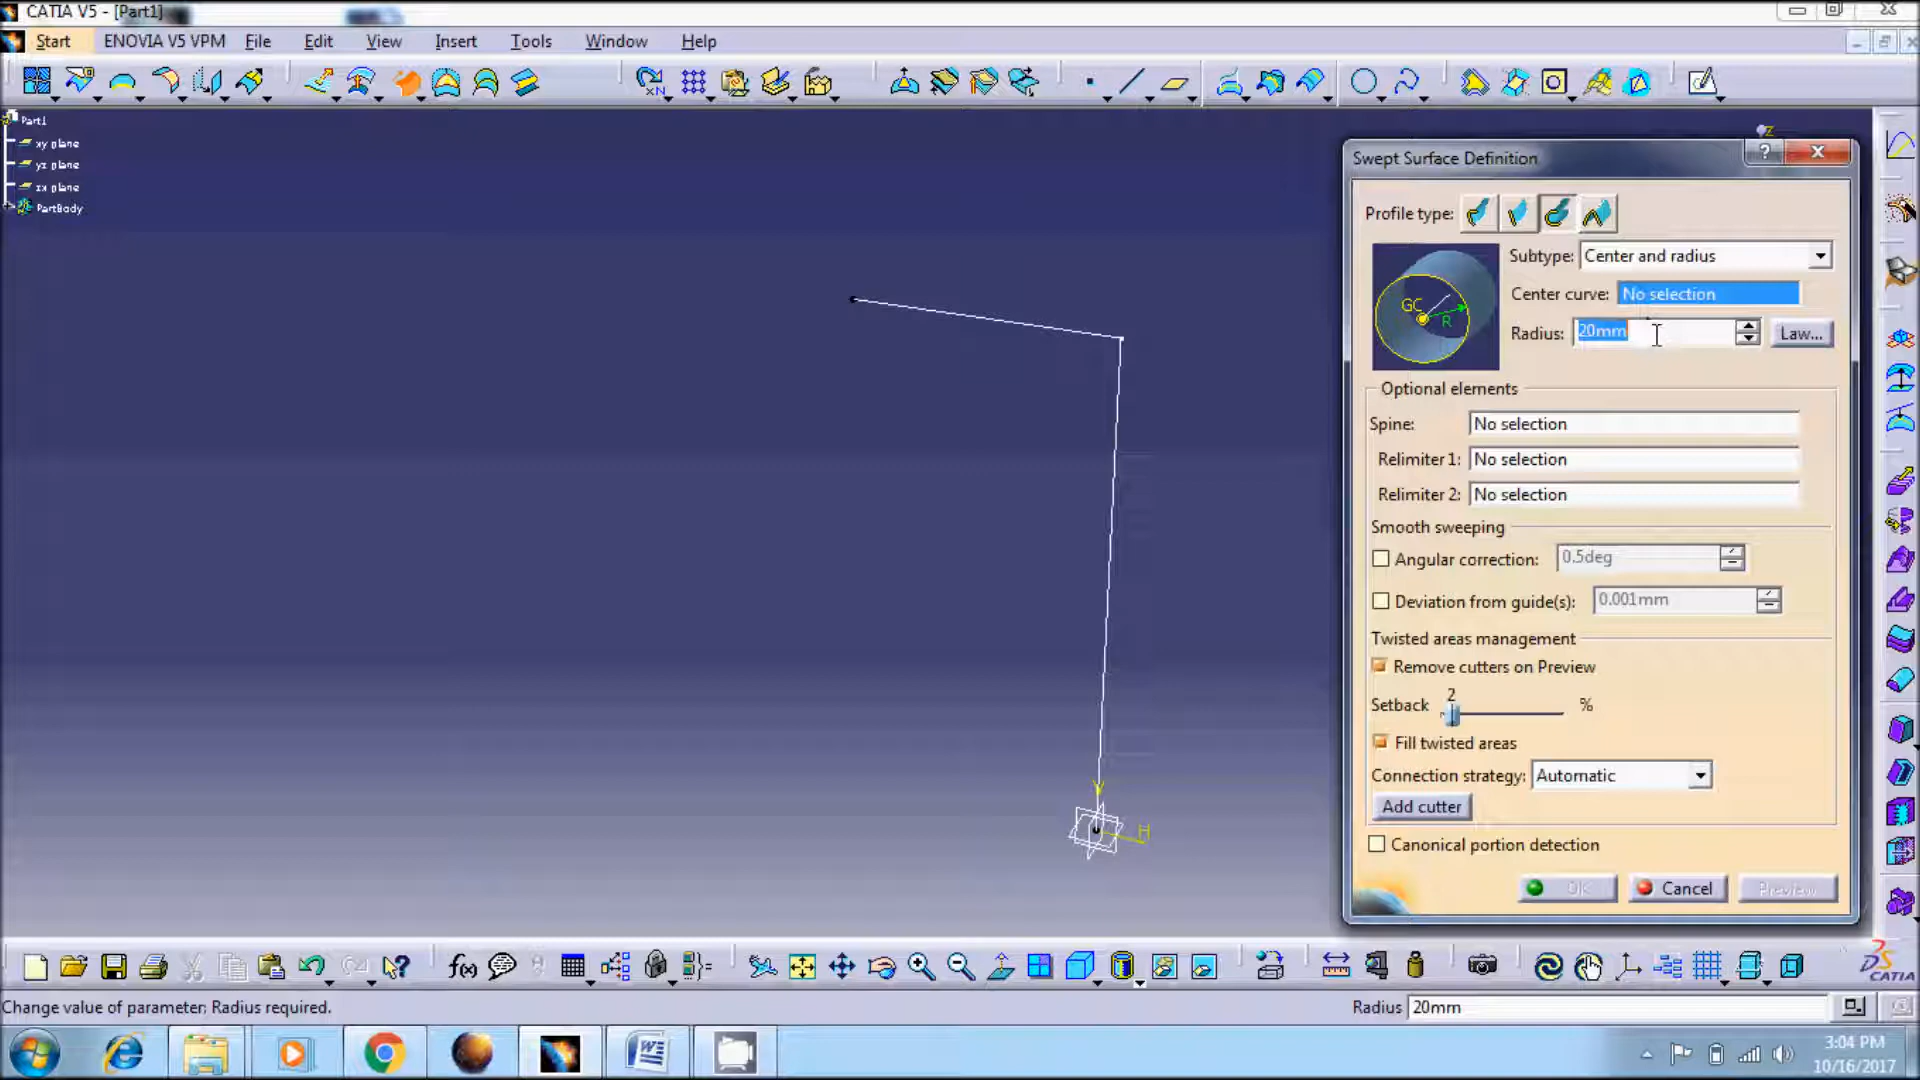 CATIA V5 - [Part1]
Start ENOVIA V5 VPM File Edit View Insert Tools Window Help
Part1
xy plane
yz plane
zx plane
PartBody
z
Swept Surface Definition
?
Profile type:
Subtype: Center and radius
Center curve: No selection
Radius: 20mm Law...
GC
R
Optional elements
Spine: No selection
Relimiter 1: No selection
Relimiter 2: No selection
Smooth sweeping
Angular correction: 0.5deg
Deviation from guide(s): 0.001mm
Twisted areas management
Remove cutters on Preview
2
Setback %
Fill twisted areas
Connection strategy: Automatic
Add cutter
Canonical portion detection
OK Cancel Preview
H
f(x)
CATIA
Change value of parameter: Radius required.
Radius 20mm
3:04 PM
10/16/2017